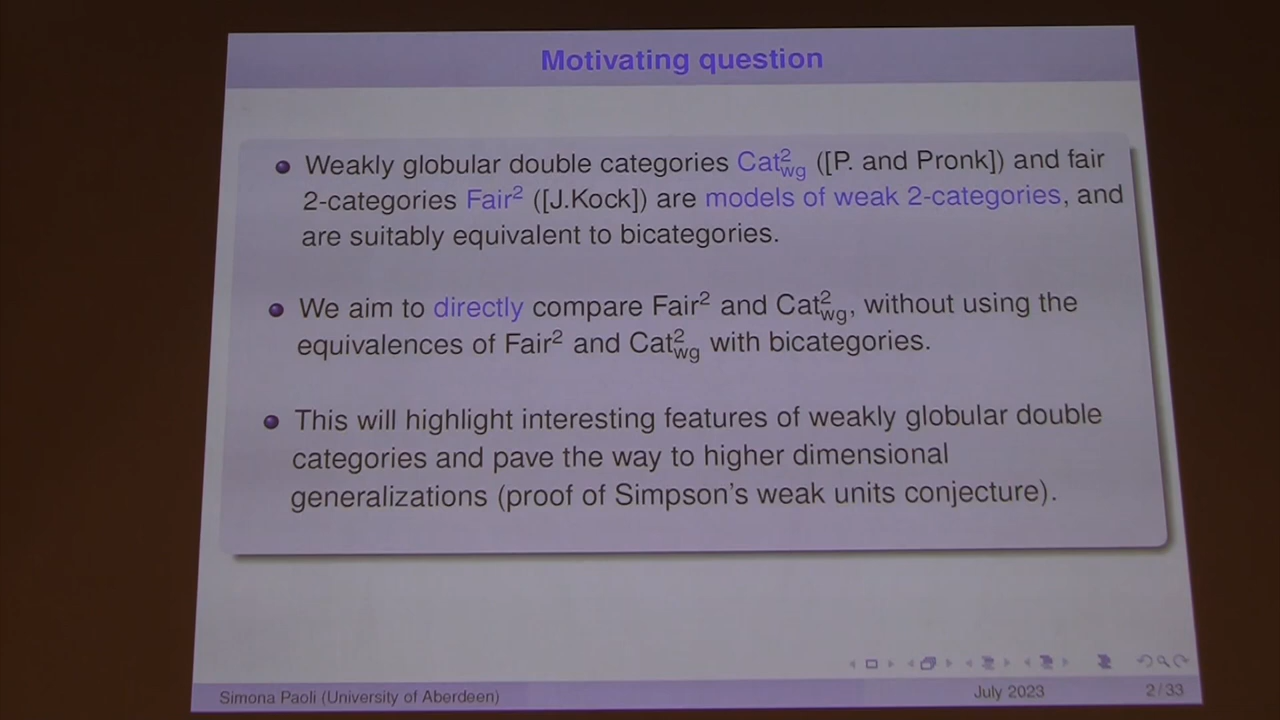 Motivating question
Weakly globular double categories Cat²wg ([P. and Pronk]) and fair
2-categories Fair² ([J.Kock]) are models of weak 2-categories, and
are suitably equivalent to bicategories.
We aim to directly compare Fair² and Cat²wg, without using the
equivalences of Fair² and Cat²wg with bicategories.
This will highlight interesting features of weakly globular double
categories and pave the way to higher dimensional
generalizations (proof of Simpson's weak units conjecture).
Simona Paoli (University of Aberdeen)
July 2023
2/33